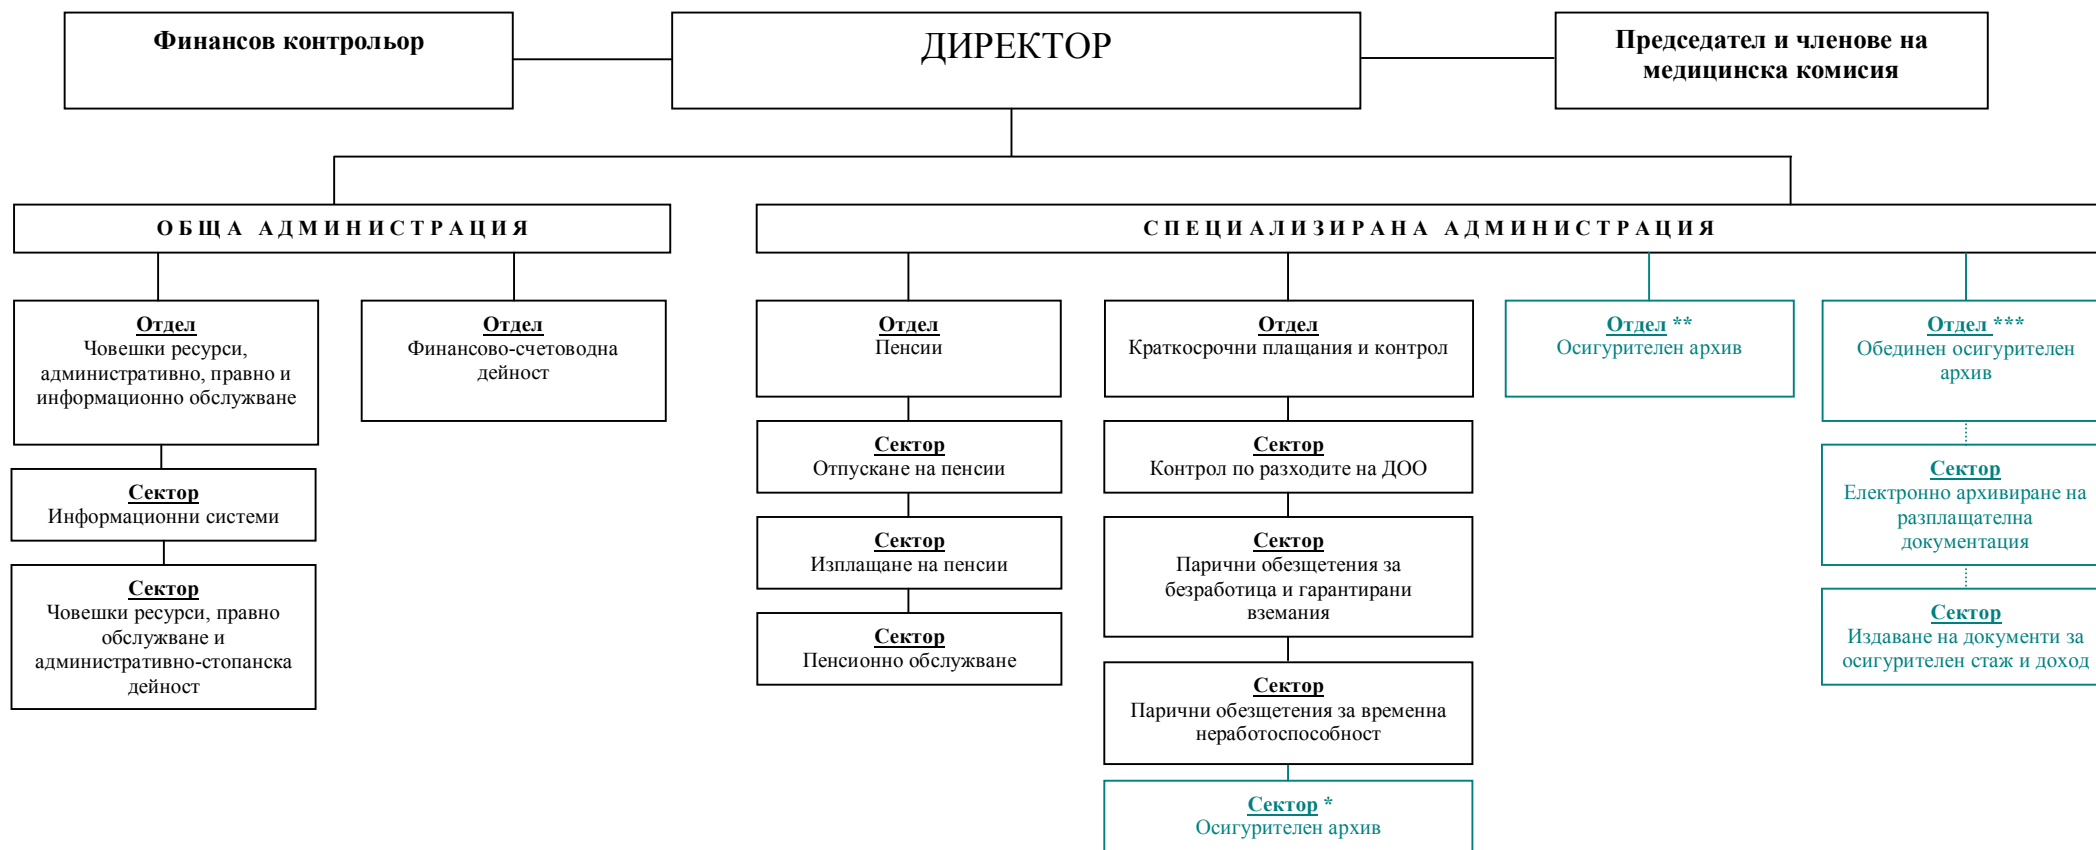 Финансов контрольор
ДИРЕКТОР
Председател и членове на
медицинска комисия
ОБЩА АДМИНИСТРАЦИЯ
СПЕЦИАЛИЗИРАНА АДМИНИСТРАЦИЯ
Отдел
Човешки ресурси,
административно, правно и
информационно обслужване
Сектор
Информационни системи
Сектор
Човешки ресурси, правно
обслужване и
административно-стопанска
дейност
Отдел
Финансово-счетоводна
дейност
Отдел
Пенсии
Сектор
Отпускане на пенсии
Сектор
Изплащане на пенсии
Сектор
Пенсионно обслужване
Отдел
Краткосрочни плащания и контрол
Сектор
Контрол по разходите на ДОО
Сектор
Парични обезщетения за
безработица и гарантирани
вземания
Сектор
Парични обезщетения за временна
неработоспособност
Сектор *
Осигурителен архив
Отдел **
Осигурителен архив
Отдел ***
Обединен осигурителен
архив
Сектор
Електронно архивиране на
разплащателна
документация
Сектор
Издаване на документи за
осигурителен стаж и доход